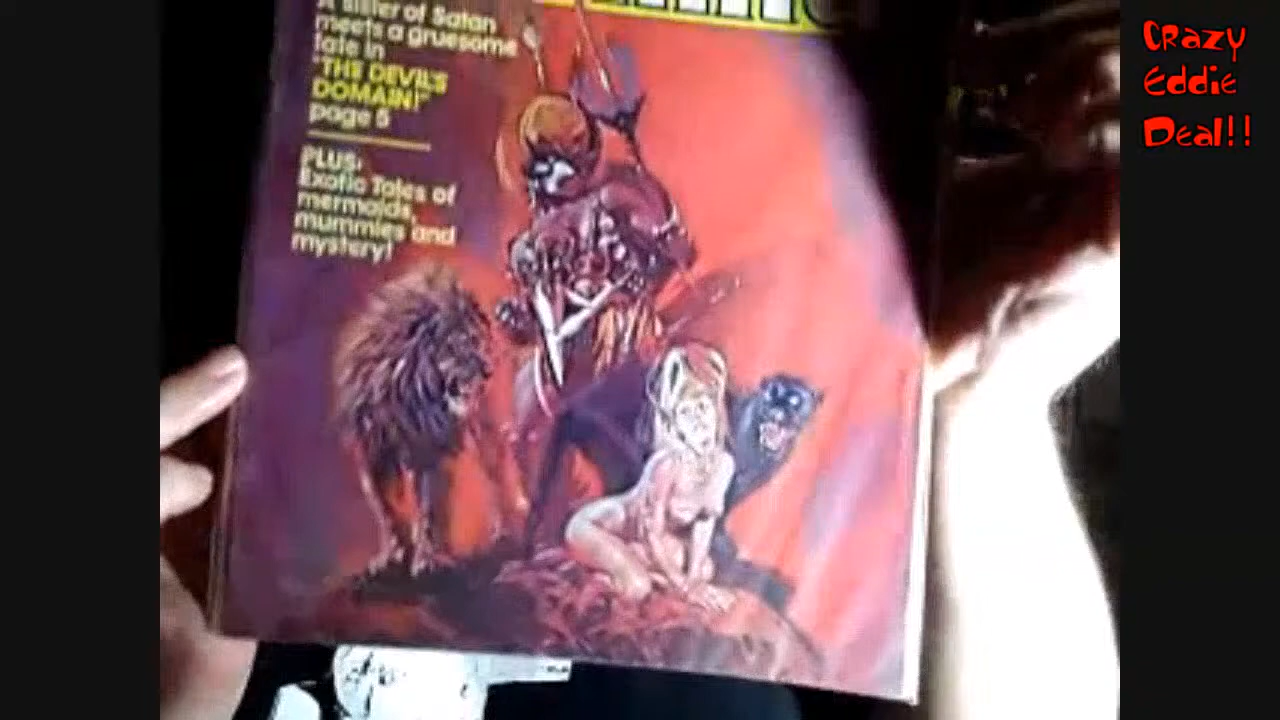 A sister of Satan
meets a gruesome
fate in
"THE DEVIL'S
DOMAIN!"
page 5
PLUS:
Exotic Tales of
mermaids,
mummies and
mystery!
Crazy
Eddie
Deal!!